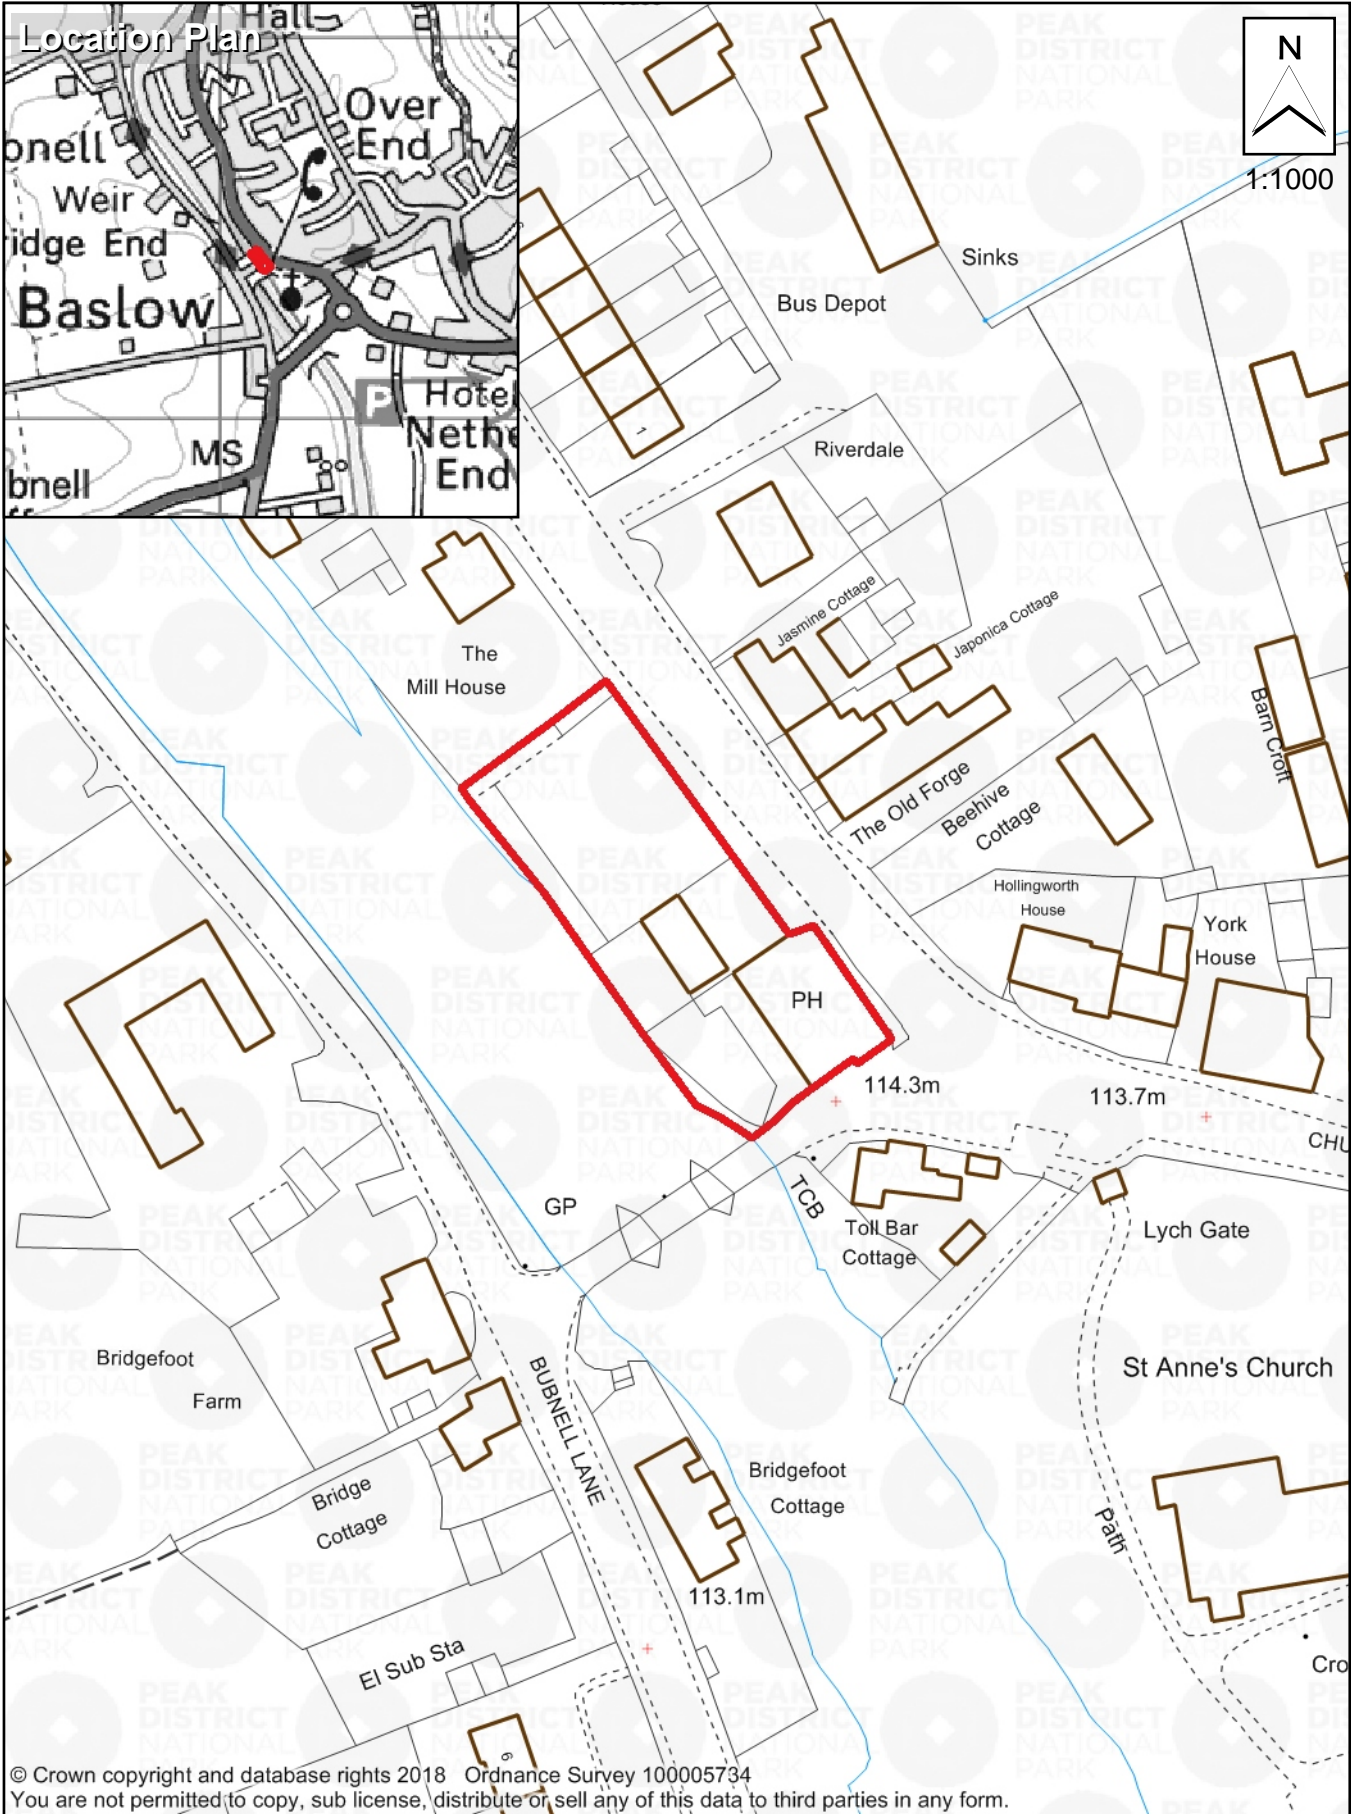 Location Plan
Hall
Over
End
onell
Weir
ridge End
Baslow
P
Hotel
Nethe
End
MS
bnell
N
1:1000
Sinks
Bus Depot
1
Riverdale
Jasmine Cottage
Japonica Cottage
The
Mill House
Barn Croft
The Old Forge
Beehive
Cottage
Hollingworth
House
York
House
PH
114.3m
113.7m
CHU
TCB
GP
Toll Bar
Cottage
Lych Gate
Bridgefoot
Farm
St Anne's Church
BUBNELL LANE
Bridge
Cottage
Bridgefoot
Cottage
Path
113.1m
El Sub Sta
Cro
6
PEAK
DISTRICT
NATIONAL
PARK
© Crown copyright and database rights 2018 Ordnance Survey 100005734
You are not permitted to copy, sub license, distribute or sell any of this data to third parties in any form.